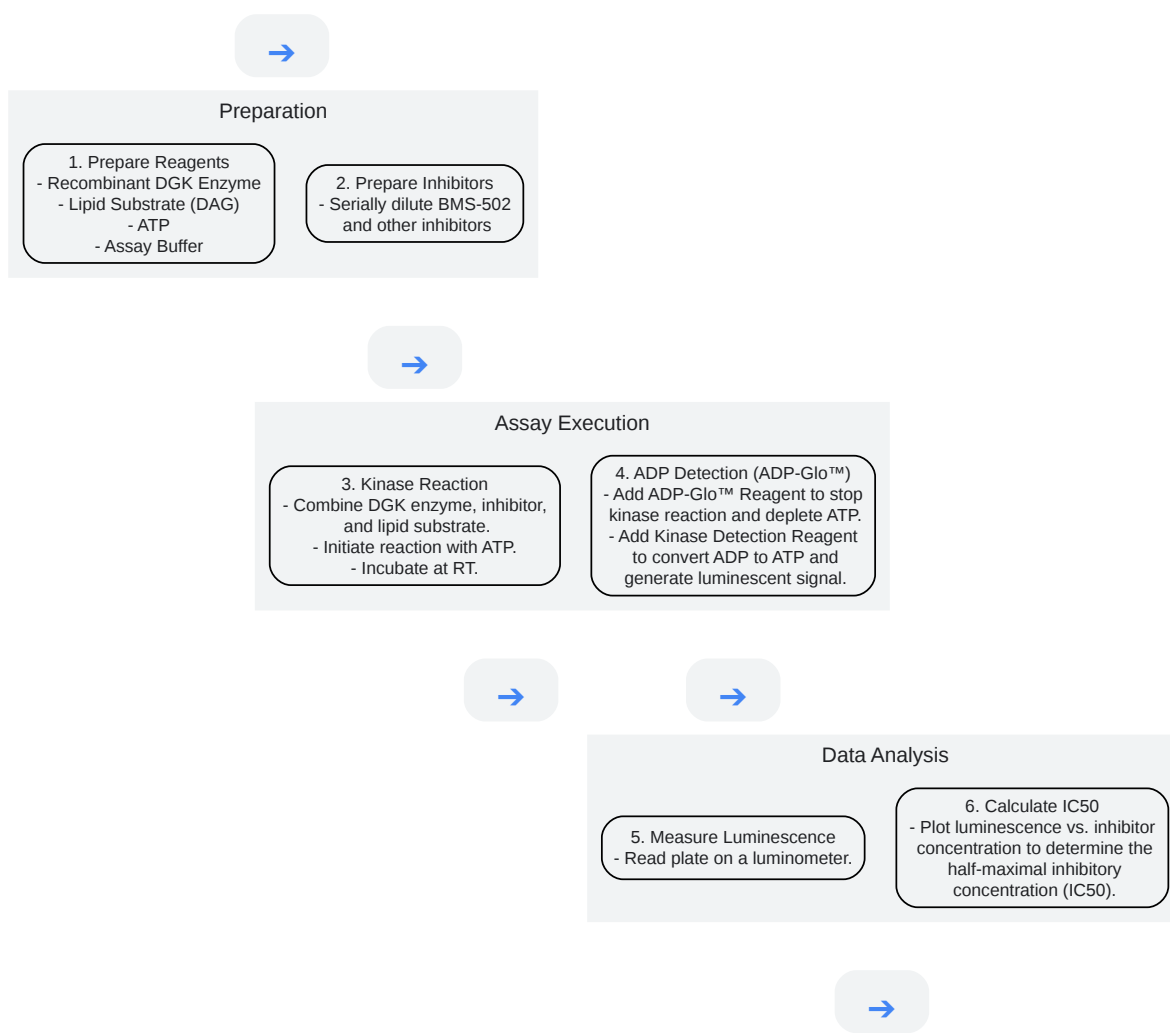 Preparation
1. Prepare Reagents
- Recombinant DGK Enzyme
- Lipid Substrate (DAG)
- ATP
- Assay Buffer
2. Prepare Inhibitors
- Serially dilute BMS-502
and other inhibitors
Assay Execution
3. Kinase Reaction
- Combine DGK enzyme, inhibitor,
and lipid substrate.
- Initiate reaction with ATP.
- Incubate at RT.
4. ADP Detection (ADP-Glo™)
- Add ADP-Glo™ Reagent to stop
kinase reaction and deplete ATP.
- Add Kinase Detection Reagent
to convert ADP to ATP and
generate luminescent signal.
Data Analysis
5. Measure Luminescence
- Read plate on a luminometer.
6. Calculate IC50
- Plot luminescence vs. inhibitor
concentration to determine the
half-maximal inhibitory
concentration (IC50).